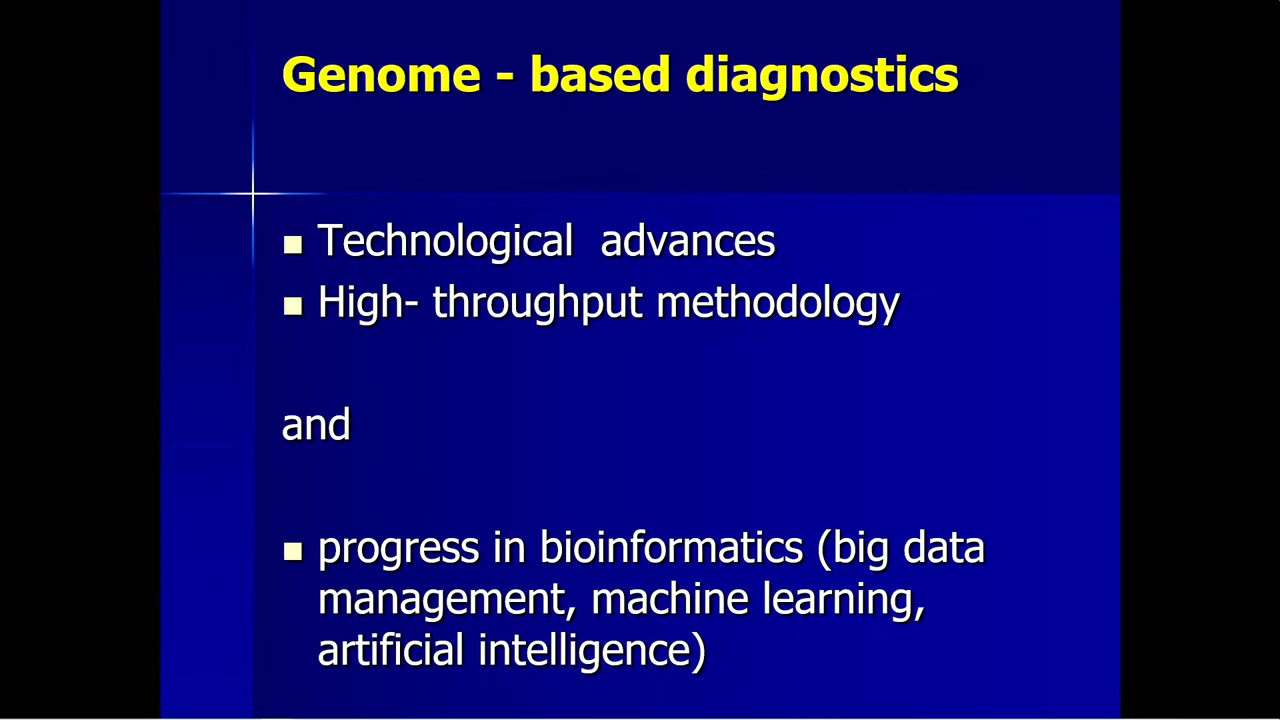 Genome - based diagnostics
Technological advances
High- throughput methodology
and
progress in bioinformatics (big data
management, machine learning,
artificial intelligence)